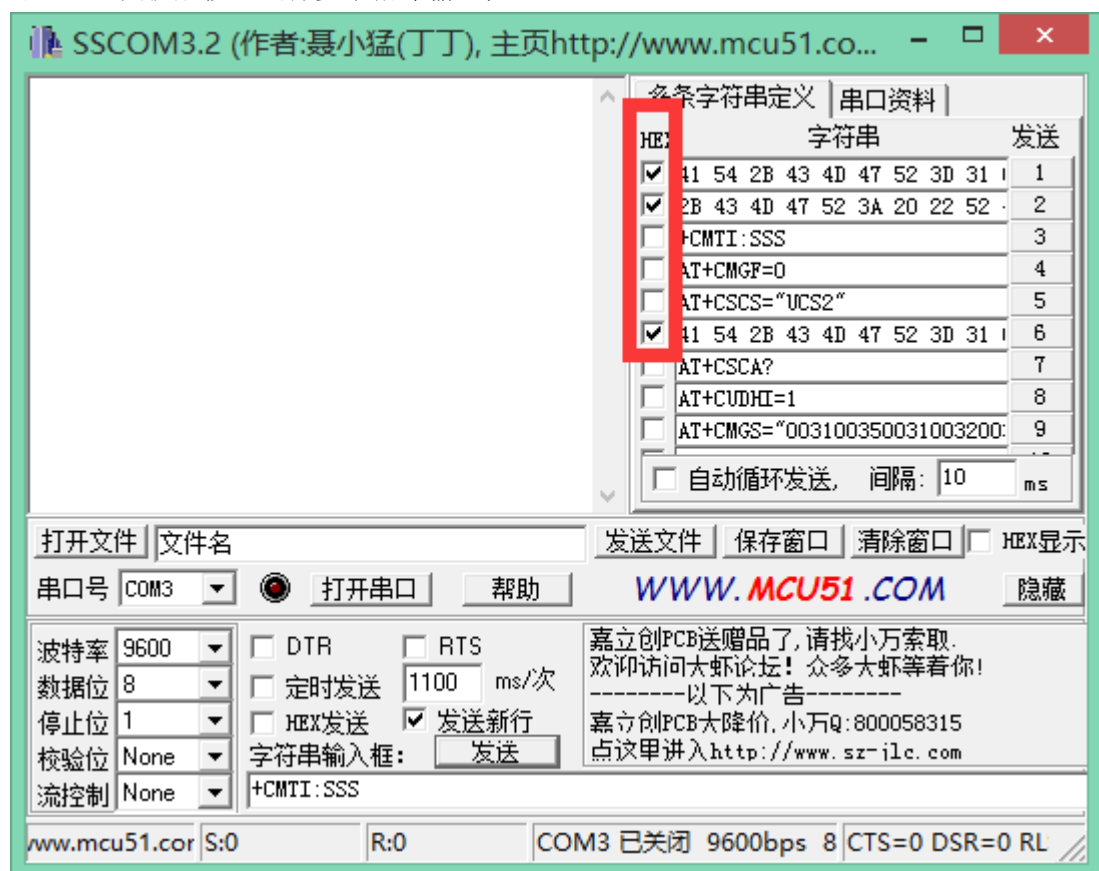 SSCOM3.2 (作者:聂小猛(丁丁), 主页http://www.mcu51.co...
多条字符串定义 串口资料
HEX 字符串 发送
41 54 2B 43 4D 47 52 3D 31 1
2B 43 4D 47 52 3A 20 22 52 2
+CMTI:SSS 3
AT+CMGF=0 4
AT+CSCS="UCS2" 5
41 54 2B 43 4D 47 52 3D 31 6
AT+CSCA? 7
AT+CUDHI=1 8
AT+CMGS="00310035003100320 9
自动循环发送, 间隔: 10 ms
打开文件 文件名 发送文件 保存窗口 清除窗口 HEX显示
串口号 COM3 打开串口 帮助 WWW.MCU51.COM 隐藏
波特率 9600 DTR RTS
数据位 8 定时发送 1100 ms/次
停止位 1 HEX发送 发送新行
校验位 None 字符串输入框: 发送
流控制 None +CMTI:SSS
嘉立创PCB送赠品了,请找小万索取.
欢迎访问大虾论坛! 众多大虾等着你!
--------以下为广告--------
嘉立创PCB大降价,小万Q:800058315
点这里进入http://www.sz-jlc.com
www.mcu51.cor S:0 R:0 COM3 已关闭 9600bps 8 CTS=0 DSR=0 RL